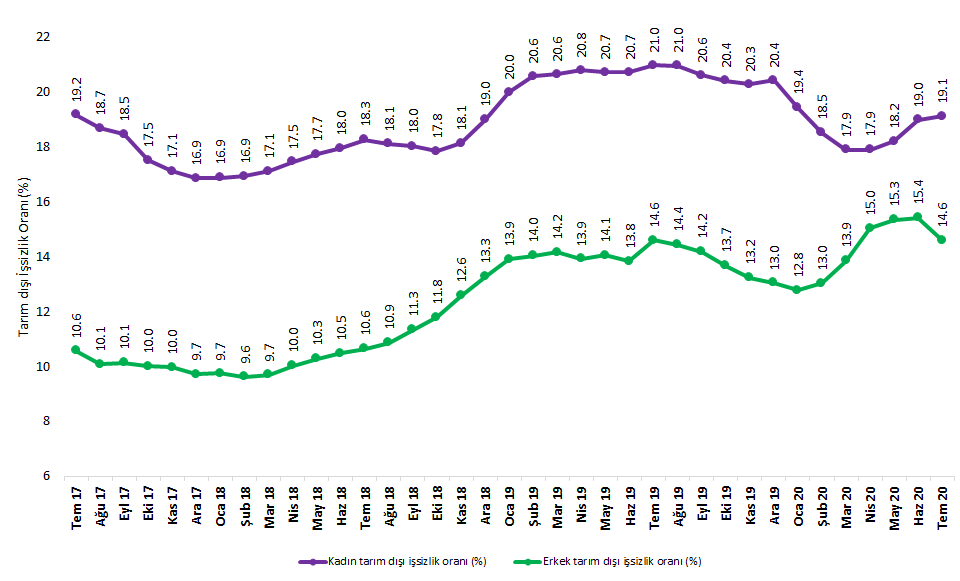 22
20
18
16
14
12
10
8
6
Tarım dışı İşsizlik Oranı (%)
19.2 18.7 18.5 17.5 17.1 16.9 16.9 16.9 17.1 17.5 17.7 18.0 18.3 18.1 18.0 17.8 18.1 19.0 20.0 20.6 20.6 20.8 20.7 20.7 21.0 21.0 20.6 20.4 20.3 20.4 19.4 18.5 17.9 17.9 18.2 19.0 19.1
10.6 10.1 10.1 10.0 10.0 9.7 9.7 9.6 9.7 10.0 10.3 10.5 10.6 10.9 11.3 11.8 12.6 13.3 13.9 14.0 14.2 13.9 14.1 13.8 14.6 14.4 14.2 13.7 13.2 13.0 12.8 13.0 13.9 15.0 15.3 15.4 14.6
Tem 17 Ağu 17 Eyl 17 Eki 17 Kas 17 Ara 17 Oca 18 Şub 18 Mar 18 Nis 18 May 18 Haz 18 Tem 18 Ağu 18 Eyl 18 Eki 18 Kas 18 Ara 18 Oca 19 Şub 19 Mar 19 Nis 19 May 19 Haz 19 Tem 19 Ağu 19 Eyl 19 Eki 19 Kas 19 Ara 19 Oca 20 Şub 20 Mar 20 Nis 20 May 20 Haz 20 Tem 20
Kadın tarım dışı işsizlik oranı (%) Erkek tarım dışı işsizlik oranı (%)